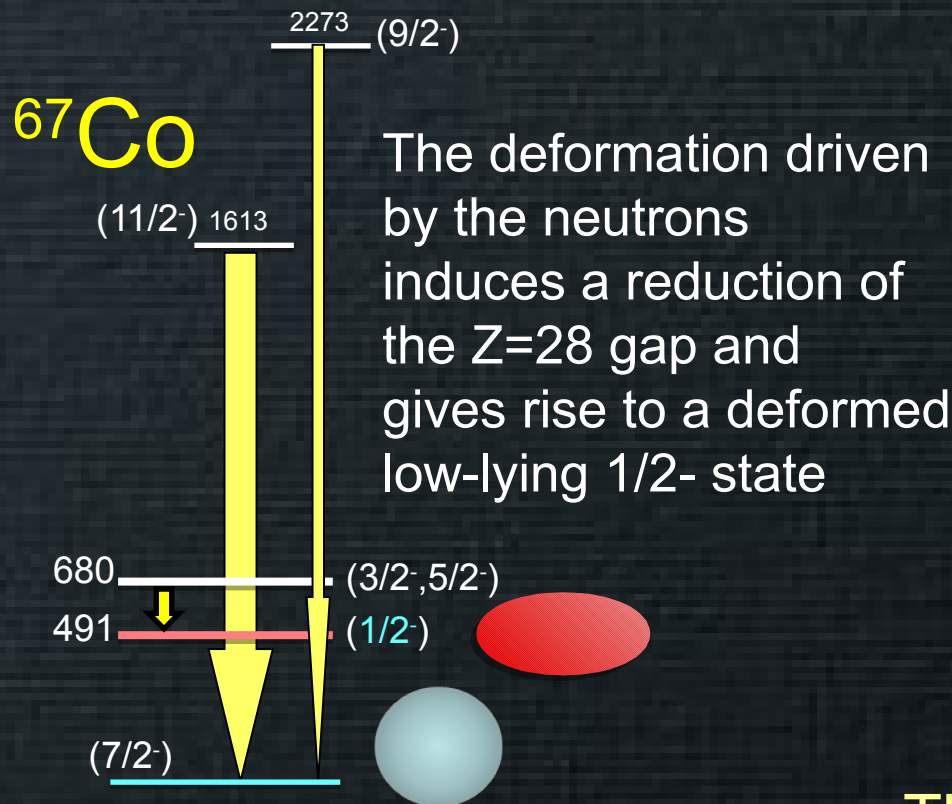 2273 (9/2⁻)
⁶⁷Co
The deformation driven
by the neutrons
induces a reduction of
the Z=28 gap and
gives rise to a deformed
low-lying 1/2- state
(11/2⁻) 1613
680 (3/2⁻,5/2⁻)
491 (1/2⁻)
(7/2⁻)